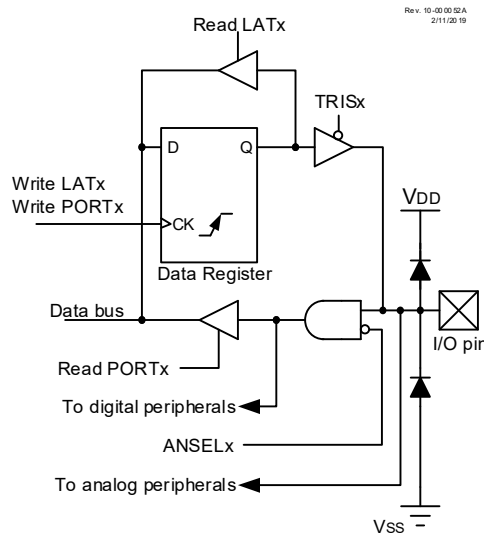 Rev. 10-000052A
2/11/2019
Read LATx
TRISx
D
Q
Write LATx
Write PORTx
CK
VDD
Data Register
Data bus
I/O pin
Read PORTx
To digital peripherals
ANSELx
To analog peripherals
VSS